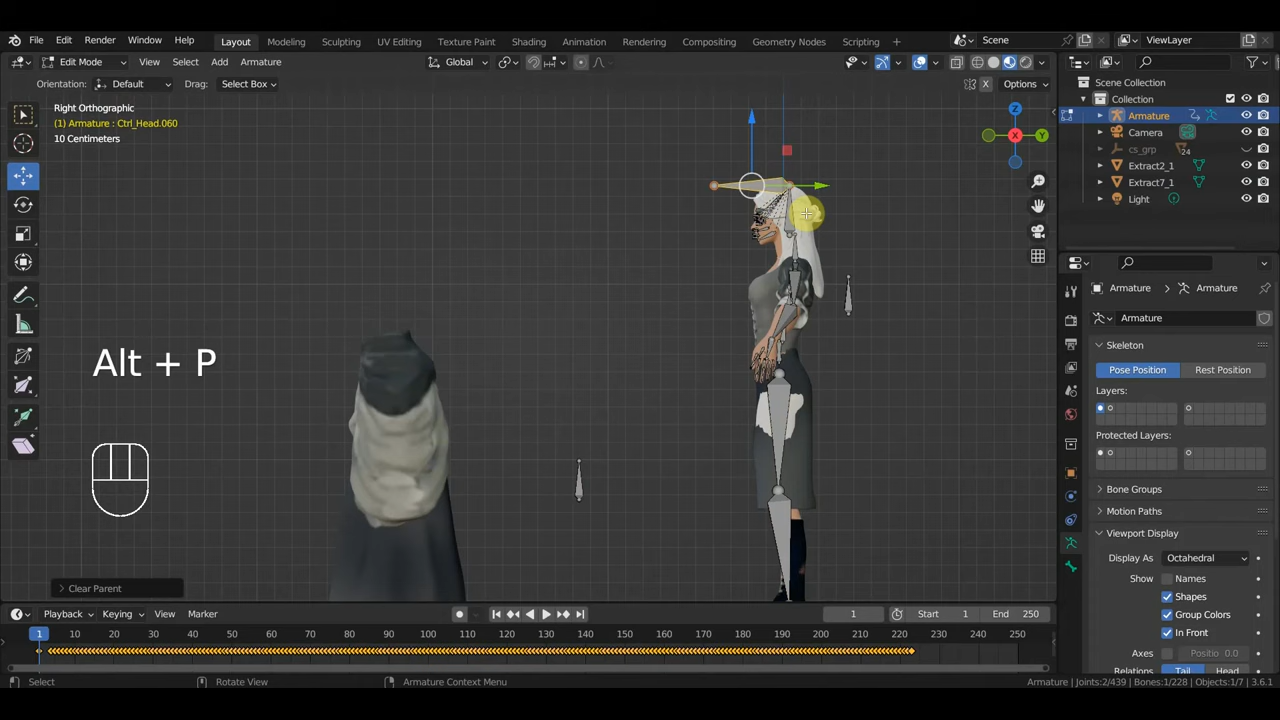 File Edit Render Window Help Layout Modeling Sculpting UV Editing Texture Paint Shading Animation Rendering Compositing Geometry Nodes Scripting + Scene ViewLayer
Edit Mode View Select Add Armature Global
Orientation: Default Drag: Select Box X Options
Right Orthographic
(1) Armature : Ctrl_Head.060
10 Centimeters
Z
X
Y
Scene Collection
Collection
Armature
Camera
cs_grp 24
Extract2_1
Extract7_1
Light
Armature > Armature
Armature
Skeleton
Pose Position Rest Position
Layers:
Protected Layers:
Bone Groups
Motion Paths
Viewport Display
Display As Octahedral
Show Names
Shapes
Group Colors
In Front
Axes Positio 0.0
Relations Tail Head
Alt + P
Clear Parent
Playback Keying View Marker 1 Start 1 End 250
1 10 20 30 40 50 60 70 80 90 100 110 120 130 140 150 160 170 180 190 200 210 220 230 240 250
Select Rotate View Armature Context Menu Armature | Joints:2/439 | Bones:1/228 | Objects:1/7 | 3.6.1